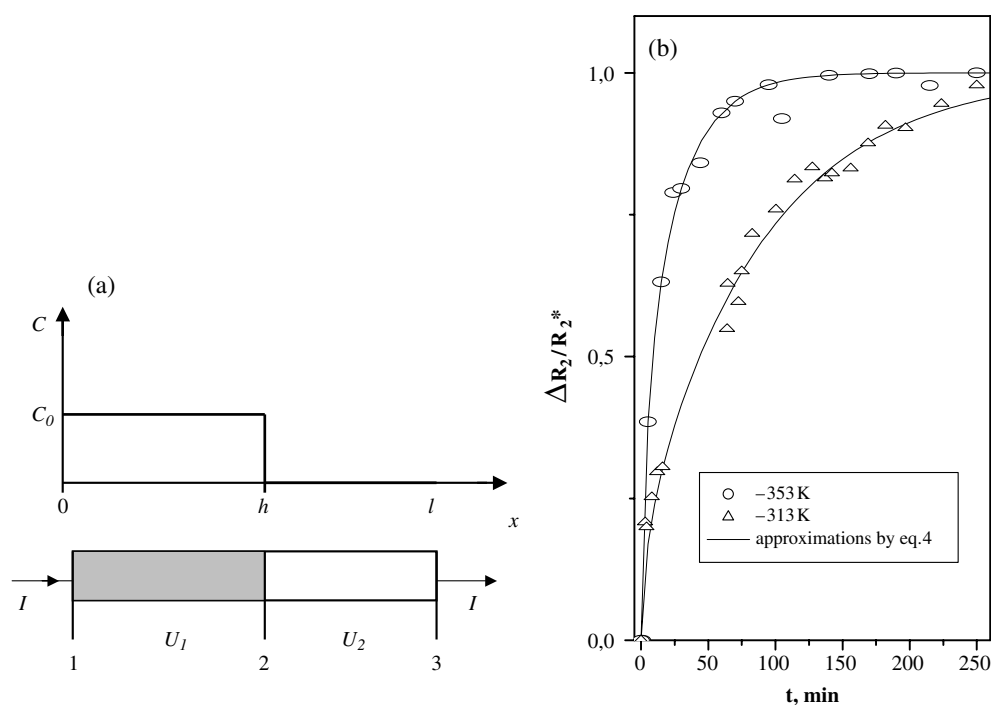 (a)
C
C0
0 h l
x
I I
U1 U2
1 2 3
(b)
1,0
0,5
0,0
ΔR2/R2*
–353 K
–313 K
approximations by eq.4
0 50 100 150 200 250
t, min